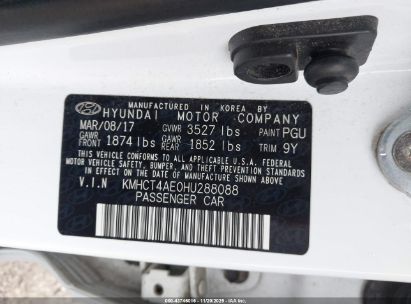 MANUFACTURED IN KOREA BY
HYUNDAI MOTOR COMPANY
MAR/08/17 GVWR 3527 lbs PAINT PGU
GAWR FRONT 1874 lbs GAWR REAR 1852 lbs TRIM 9Y
THIS VEHICLE CONFORMS TO ALL APPLICABLE U.S.
FEDERAL MOTOR VEHICLE SAFETY, BUMPER, AND THEFT
PREVENTION STANDARDS IN EFFECT ON THE DATE OF
MANUFACTURE SHOWN ABOVE.
V.I.N KMHCT4AE0HU288088
PASSENGER CAR